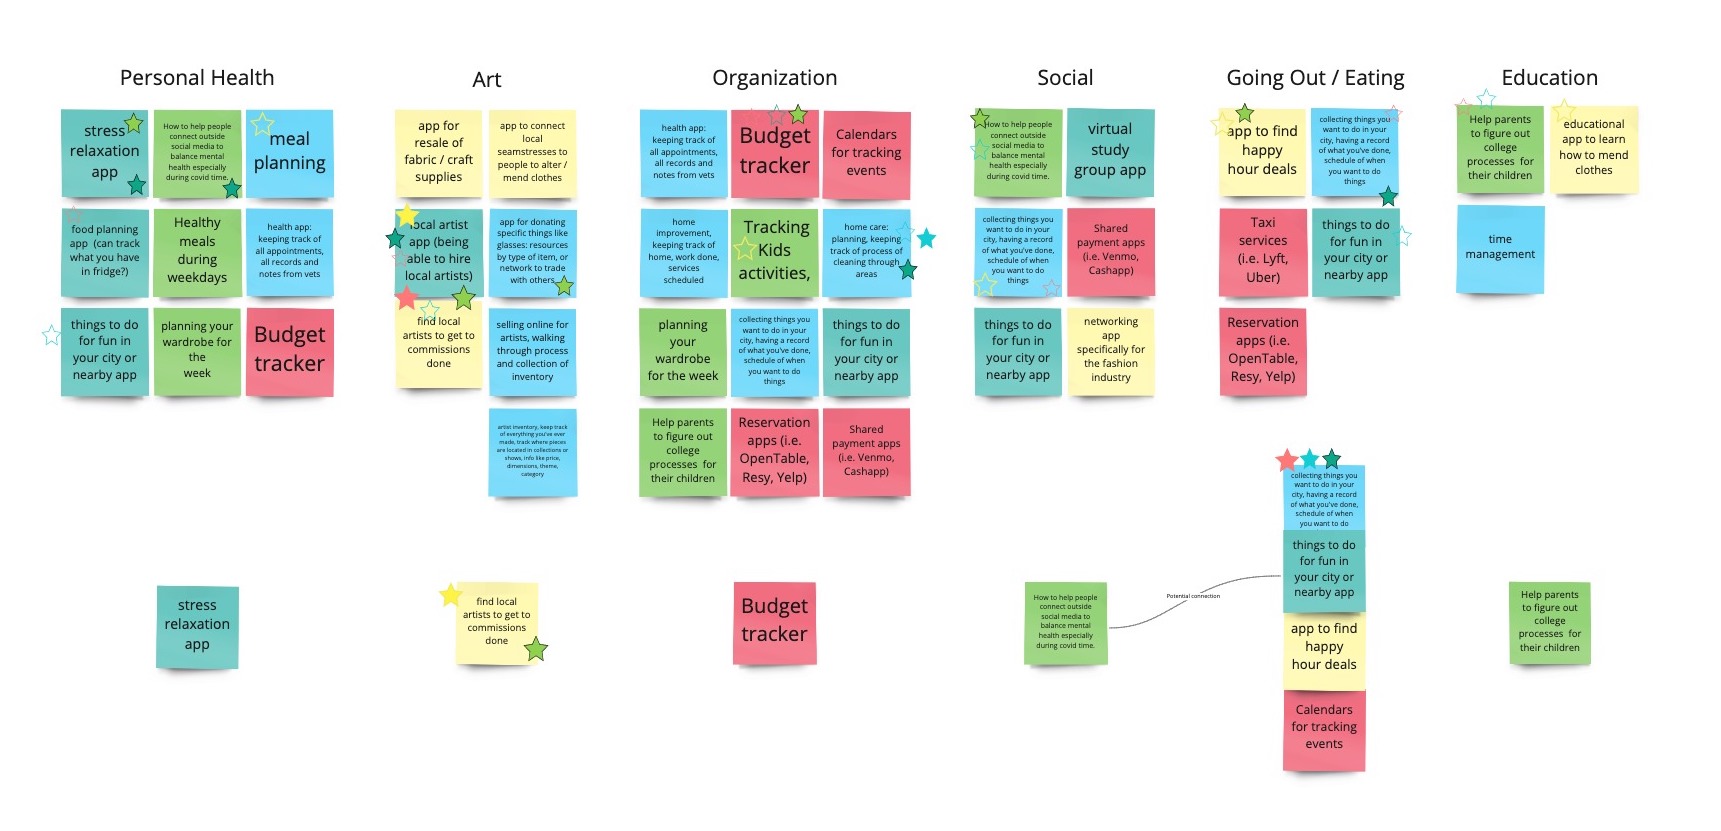 Personal Health
stress
relaxation
app
How to help people
connect outside
social media to
balance mental
health especially
during covid time.
meal
planning
food planning
app (can track
what you have
in fridge?)
Healthy
meals
during
weekdays
health app:
keeping track of
all appointments,
all records and
notes from vets
things to do
for fun in
your city or
nearby app
planning your
wardrobe for
the
week
Budget
tracker
Art
app for
resale of
fabric / craft
supplies
app to connect
local
seamstresses to
people to alter /
mend clothes
local artist
app (being
able to hire
local artists)
app for donating
specific things like
glasses: resources
by type of item, or
network to trade
with others
find local
artists to get to
commissions
done
selling online for
artists, walking
through process
and collection of
inventory
artist inventory, keep track
of everything you've ever
made, track where pieces
are located in collections or
shows, info like price,
dimensions, theme,
category
Organization
health app:
keeping track of
all appointments,
all records and
notes from vets
Budget
tracker
Calendars
for tracking
events
home
improvement,
keeping track of
home, work done,
services
scheduled
Tracking
Kids
activities,
home care:
planning, keeping
track of process of
cleaning through
areas
planning
your
wardrobe
for the week
collecting things you
want to do in your
city, having a record
of what you've done,
schedule of when
you want to do
things
things to do
for fun in
your city or
nearby app
Help parents
to figure out
college
processes for
their children
Reservation
apps (i.e.
OpenTable,
Resy, Yelp)
Shared
payment apps
(i.e. Venmo,
Cashapp)
Social
How to help people
connect outside
social media to
balance mental
health especially
during covid time.
virtual
study
group app
collecting things you
want to do in your
city, having a record
of what you've done,
schedule of when
you want to do
things
Shared
payment apps
(i.e. Venmo,
Cashapp)
things to do
for fun in
your city or
nearby app
networking
app
specifically for
the fashion
industry
Going Out / Eating
app to find
happy
hour deals
collecting things you
want to do in your
city, having a record
of what you've done,
schedule of when
you want to do
things
Taxi
services
(i.e. Lyft,
Uber)
things to do
for fun in
your city or
nearby app
Reservation
apps (i.e.
OpenTable,
Resy, Yelp)
Education
Help parents
to figure out
college
processes for
their children
educational
app to learn
how to mend
clothes
time
management
stress
relaxation
app
find local
artists to get to
commissions
done
Budget
tracker
How to help people
connect outside
social media to
balance mental
health especially
during covid time.
Potential connection
collecting things you
want to do in your
city, having a record
of what you've done,
schedule of when
you want to do
things to do
for fun in
your city or
nearby app
app to find
happy
hour deals
Calendars
for tracking
events
Help parents
to figure out
college
processes for
their children